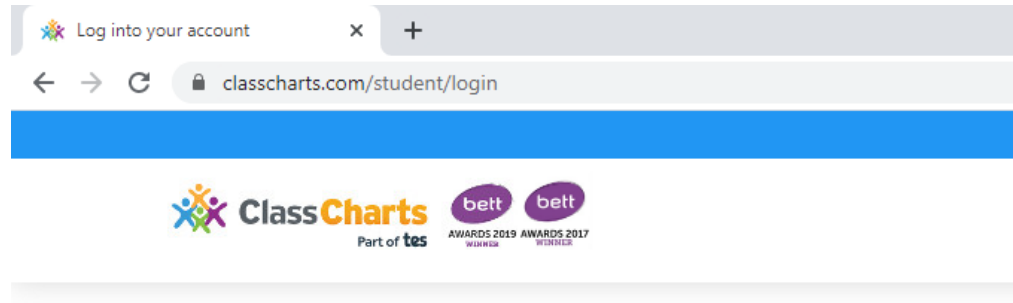 Log into your account
classcharts.com/student/login
ClassCharts
Part of tes
bett
AWARDS 2019
WINNER
bett
AWARDS 2017
WINNER